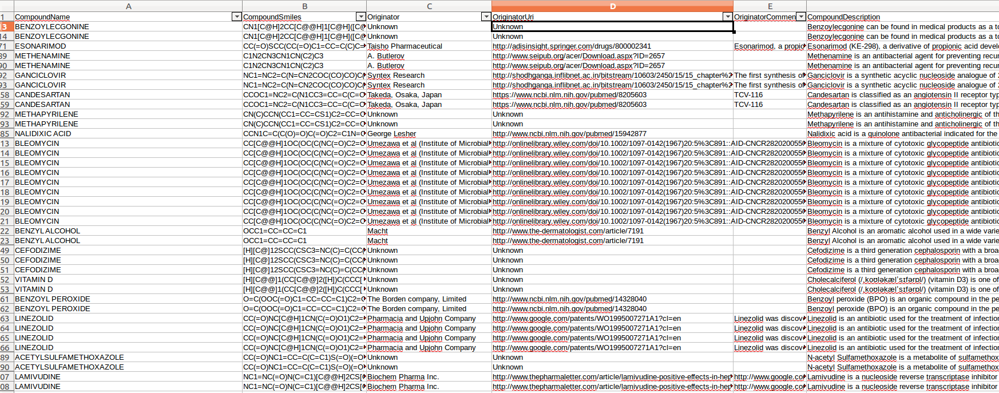 A B C D E
1 CompoundName CompoundSmiles Originator OriginatorUri OriginatorCommen CompoundDescription
13 BENZOYLECGONINE CN1[C@H]2CC[C@@H]1[C@H]([C@ Unknown Unknown Benzoylecgonine can be found in medical products as a to
14 BENZOYLECGONINE CN1[C@H]2CC[C@@H]1[C@H]([C@ Unknown Unknown Benzoylecgonine can be found in medical products as a to
71 ESONARIMOD CC(=O)SCC(CC(=O)C1=CC=C(C)C= Taisho Pharmaceutical http://adisinsight.springer.com/drugs/800002341 Esonarimod, a propio Esonarimod (KE-298), a derivative of propionic acid devel
89 METHENAMINE C1N2CN3CN1CN(C2)C3 A. Butlerov http://www.seipub.org/acer/Download.aspx?ID=2657 Methenamine is an antibacterial agent for preventing recur
90 METHENAMINE C1N2CN3CN1CN(C2)C3 A. Butlerov http://www.seipub.org/acer/Download.aspx?ID=2657 Methenamine is an antibacterial agent for preventing recur
92 GANCICLOVIR NC1=NC2=C(N=CN2COC(CO)CO)C( Syntex Research http://shodhganga.inflibnet.ac.in/bitstream/10603/2450/15/15_chapter%2 The first synthesis of Ganciclovir is a synthetic acyclic nucleoside analogue of 2
93 GANCICLOVIR NC1=NC2=C(N=CN2COC(CO)CO)C( Syntex Research http://shodhganga.inflibnet.ac.in/bitstream/10603/2450/15/15_chapter%2 The first synthesis of Ganciclovir is a synthetic acyclic nucleoside analogue of 2
58 CANDESARTAN CCOC1=NC2=C(N1CC3=CC=C(C=C Takeda, Osaka, Japan https://www.ncbi.nlm.nih.gov/pubmed/8205603 TCV-116 Candesartan is classified as an angiotensin II receptor typ
59 CANDESARTAN CCOC1=NC2=C(N1CC3=CC=C(C=C Takeda, Osaka, Japan https://www.ncbi.nlm.nih.gov/pubmed/8205603 TCV-116 Candesartan is classified as an angiotensin II receptor typ
92 METHAPYRILENE CN(C)CCN(CC1=CC=CS1)C2=CC=C Unknown Unknown Methapyrilene is an antihistamine and anticholinergic of th
93 METHAPYRILENE CN(C)CCN(CC1=CC=CS1)C2=CC=C Unknown Unknown Methapyrilene is an antihistamine and anticholinergic of th
85 NALIDIXIC ACID CCN1C=C(C(O)=O)C(=O)C2=C1N=C George Lesher http://www.ncbi.nlm.nih.gov/pubmed/15942877 Nalidixic acid is a quinolone antibacterial indicated for the
13 BLEOMYCIN CC[C@@H]1OC(OC(C(NC(=O)C2=C Umezawa et al (Institute of Microbial http://onlinelibrary.wiley.com/doi/10.1002/1097-0142(1967)20:5%3C891::AID-CNCR2820200550 Bleomycin is a mixture of cytotoxic glycopeptide antibiotic
14 BLEOMYCIN CC[C@@H]1OC(OC(C(NC(=O)C2=C Umezawa et al (Institute of Microbial http://onlinelibrary.wiley.com/doi/10.1002/1097-0142(1967)20:5%3C891::AID-CNCR2820200550 Bleomycin is a mixture of cytotoxic glycopeptide antibiotic
15 BLEOMYCIN CC[C@@H]1OC(OC(C(NC(=O)C2=C Umezawa et al (Institute of Microbial http://onlinelibrary.wiley.com/doi/10.1002/1097-0142(1967)20:5%3C891::AID-CNCR2820200550 Bleomycin is a mixture of cytotoxic glycopeptide antibiotic
16 BLEOMYCIN CC[C@@H]1OC(OC(C(NC(=O)C2=C Umezawa et al (Institute of Microbial http://onlinelibrary.wiley.com/doi/10.1002/1097-0142(1967)20:5%3C891::AID-CNCR2820200550 Bleomycin is a mixture of cytotoxic glycopeptide antibiotic
17 BLEOMYCIN CC[C@@H]1OC(OC(C(NC(=O)C2=C Umezawa et al (Institute of Microbial http://onlinelibrary.wiley.com/doi/10.1002/1097-0142(1967)20:5%3C891::AID-CNCR2820200550 Bleomycin is a mixture of cytotoxic glycopeptide antibiotic
18 BLEOMYCIN CC[C@@H]1OC(OC(C(NC(=O)C2=C Umezawa et al (Institute of Microbial http://onlinelibrary.wiley.com/doi/10.1002/1097-0142(1967)20:5%3C891::AID-CNCR2820200550 Bleomycin is a mixture of cytotoxic glycopeptide antibiotic
19 BLEOMYCIN CC[C@@H]1OC(OC(C(NC(=O)C2=C Umezawa et al (Institute of Microbial http://onlinelibrary.wiley.com/doi/10.1002/1097-0142(1967)20:5%3C891::AID-CNCR2820200550 Bleomycin is a mixture of cytotoxic glycopeptide antibiotic
20 BLEOMYCIN CC[C@@H]1OC(OC(C(NC(=O)C2=C Umezawa et al (Institute of Microbial http://onlinelibrary.wiley.com/doi/10.1002/1097-0142(1967)20:5%3C891::AID-CNCR2820200550 Bleomycin is a mixture of cytotoxic glycopeptide antibiotic
21 BLEOMYCIN CC[C@@H]1OC(OC(C(NC(=O)C2=C Umezawa et al (Institute of Microbial http://onlinelibrary.wiley.com/doi/10.1002/1097-0142(1967)20:5%3C891::AID-CNCR2820200550 Bleomycin is a mixture of cytotoxic glycopeptide antibiotic
22 BENZYL ALCOHOL OCC1=CC=CC=C1 Macht http://www.the-dermatologist.com/article/7191 Benzyl Alcohol is an aromatic alcohol used in a wide varie
23 BENZYL ALCOHOL OCC1=CC=CC=C1 Macht http://www.the-dermatologist.com/article/7191 Benzyl Alcohol is an aromatic alcohol used in a wide varie
49 CEFODIZIME [H][C@]12SCC(CSC3=NC(C)=C(CC( Unknown Unknown Cefodizime is a third generation cephalosporin with a broa
50 CEFODIZIME [H][C@]12SCC(CSC3=NC(C)=C(CC( Unknown Unknown Cefodizime is a third generation cephalosporin with a broa
51 CEFODIZIME [H][C@]12SCC(CSC3=NC(C)=C(CC( Unknown Unknown Cefodizime is a third generation cephalosporin with a broa
52 VITAMIN D [H][C@@]1(CC[C@@]2([H])C(CCC[ Unknown Unknown Cholecalciferol (/ˌkoʊləkælˈsɪfərɒl/) (vitamin D3) is one of
53 VITAMIN D [H][C@@]1(CC[C@@]2([H])C(CCC[ Unknown Unknown Cholecalciferol (/ˌkoʊləkælˈsɪfərɒl/) (vitamin D3) is one of
61 BENZOYL PEROXIDE O=C(OOC(=O)C1=CC=CC=C1)C2=C The Borden company, Limited http://www.ncbi.nlm.nih.gov/pubmed/14328040 Benzoyl peroxide (BPO) is an organic compound in the pe
62 BENZOYL PEROXIDE O=C(OOC(=O)C1=CC=CC=C1)C2=C The Borden company, Limited http://www.ncbi.nlm.nih.gov/pubmed/14328040 Benzoyl peroxide (BPO) is an organic compound in the pe
63 LINEZOLID CC(=O)NC[C@H]1CN(C(=O)O1)C2= Pharmacia and Upjohn Company http://www.google.com/patents/WO1995007271A1?cl=en Linezolid was discov Linezolid is an antibiotic used for the treatment of infection
64 LINEZOLID CC(=O)NC[C@H]1CN(C(=O)O1)C2= Pharmacia and Upjohn Company http://www.google.com/patents/WO1995007271A1?cl=en Linezolid was discov Linezolid is an antibiotic used for the treatment of infection
65 LINEZOLID CC(=O)NC[C@H]1CN(C(=O)O1)C2= Pharmacia and Upjohn Company http://www.google.com/patents/WO1995007271A1?cl=en Linezolid was discov Linezolid is an antibiotic used for the treatment of infection
66 LINEZOLID CC(=O)NC[C@H]1CN(C(=O)O1)C2= Pharmacia and Upjohn Company http://www.google.com/patents/WO1995007271A1?cl=en Linezolid was discov Linezolid is an antibiotic used for the treatment of infection
89 ACETYLSULFAMETHOXAZOLE CC(=O)NC1=CC=C(C=C1)S(=O)(=O Unknown Unknown N-acetyl Sulfamethoxazole is a metabolite of sulfamethox
90 ACETYLSULFAMETHOXAZOLE CC(=O)NC1=CC=C(C=C1)S(=O)(=O Unknown Unknown N-acetyl Sulfamethoxazole is a metabolite of sulfamethox
07 LAMIVUDINE NC1=NC(=O)N(C=C1)[C@@H]2CS[ Biochem Pharma Inc. http://www.thepharmaletter.com/article/lamivudine-positive-effects-in-hep http://www.google.co Lamivudine is a nucleoside reverse transcriptase inhibitor
08 LAMIVUDINE NC1=NC(=O)N(C=C1)[C@@H]2CS[ Biochem Pharma Inc. http://www.thepharmaletter.com/article/lamivudine-positive-effects-in-hep http://www.google.co Lamivudine is a nucleoside reverse transcriptase inhibitor